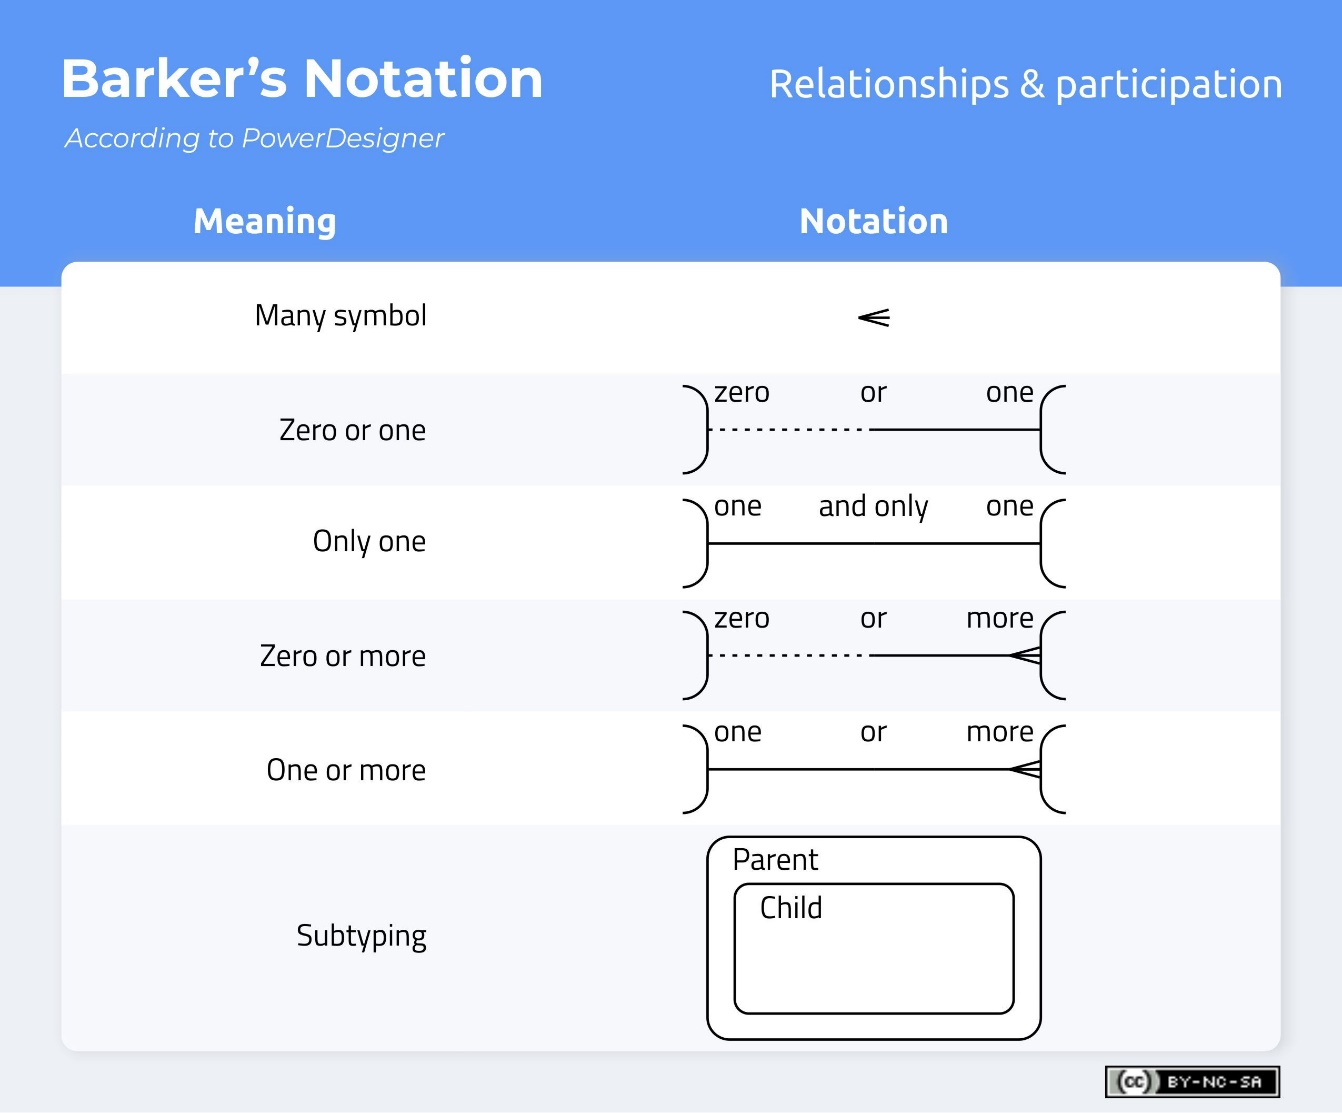 Barker’s Notation
Relationships & participation
According to PowerDesigner
Meaning
Notation
Many symbol
Zero or one
zero or one
Only one
one and only one
Zero or more
zero or more
One or more
one or more
Subtyping
Parent
Child
cc BY-NC-SA